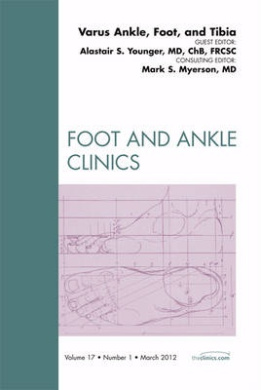 Varus Ankle, Foot, and Tibia
GUEST EDITOR:
Alastair S. Younger, MD, ChB, FRCSC
CONSULTING EDITOR:
Mark S. Myerson, MD
FOOT AND ANKLE
CLINICS
Volume 17 • Number 1 • March 2012
theclinics.com